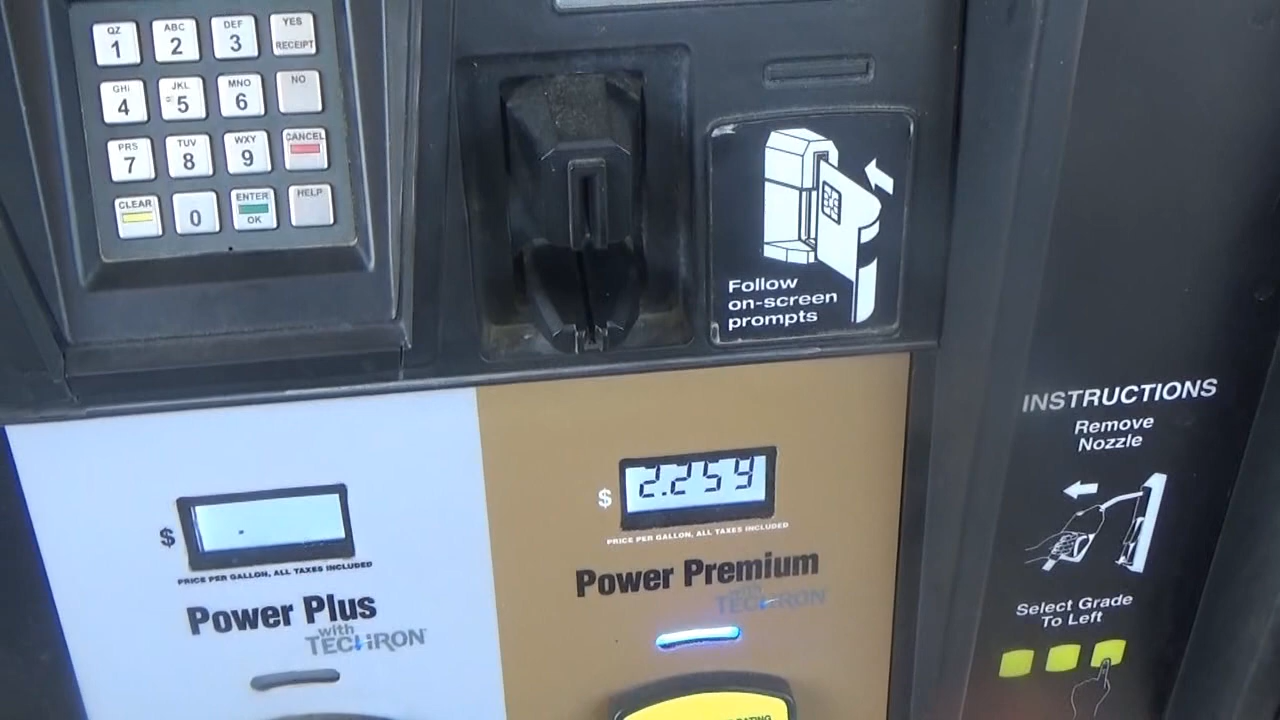 QZ ABC DEF YES
1 2 3 RECEIPT
GHI JKL MNO NO
4 5 6
PRS TUV WXY CANCEL
7 8 9
CLEAR 0 ENTER HELP
OK
Follow
on-screen
prompts
INSTRUCTIONS
Remove
Nozzle
Select Grade
To Left
$ .
PRICE PER GALLON, ALL TAXES INCLUDED
Power Plus
with
TECHRON
$ 2.259
PRICE PER GALLON, ALL TAXES INCLUDED
Power Premium
with
TECHRON